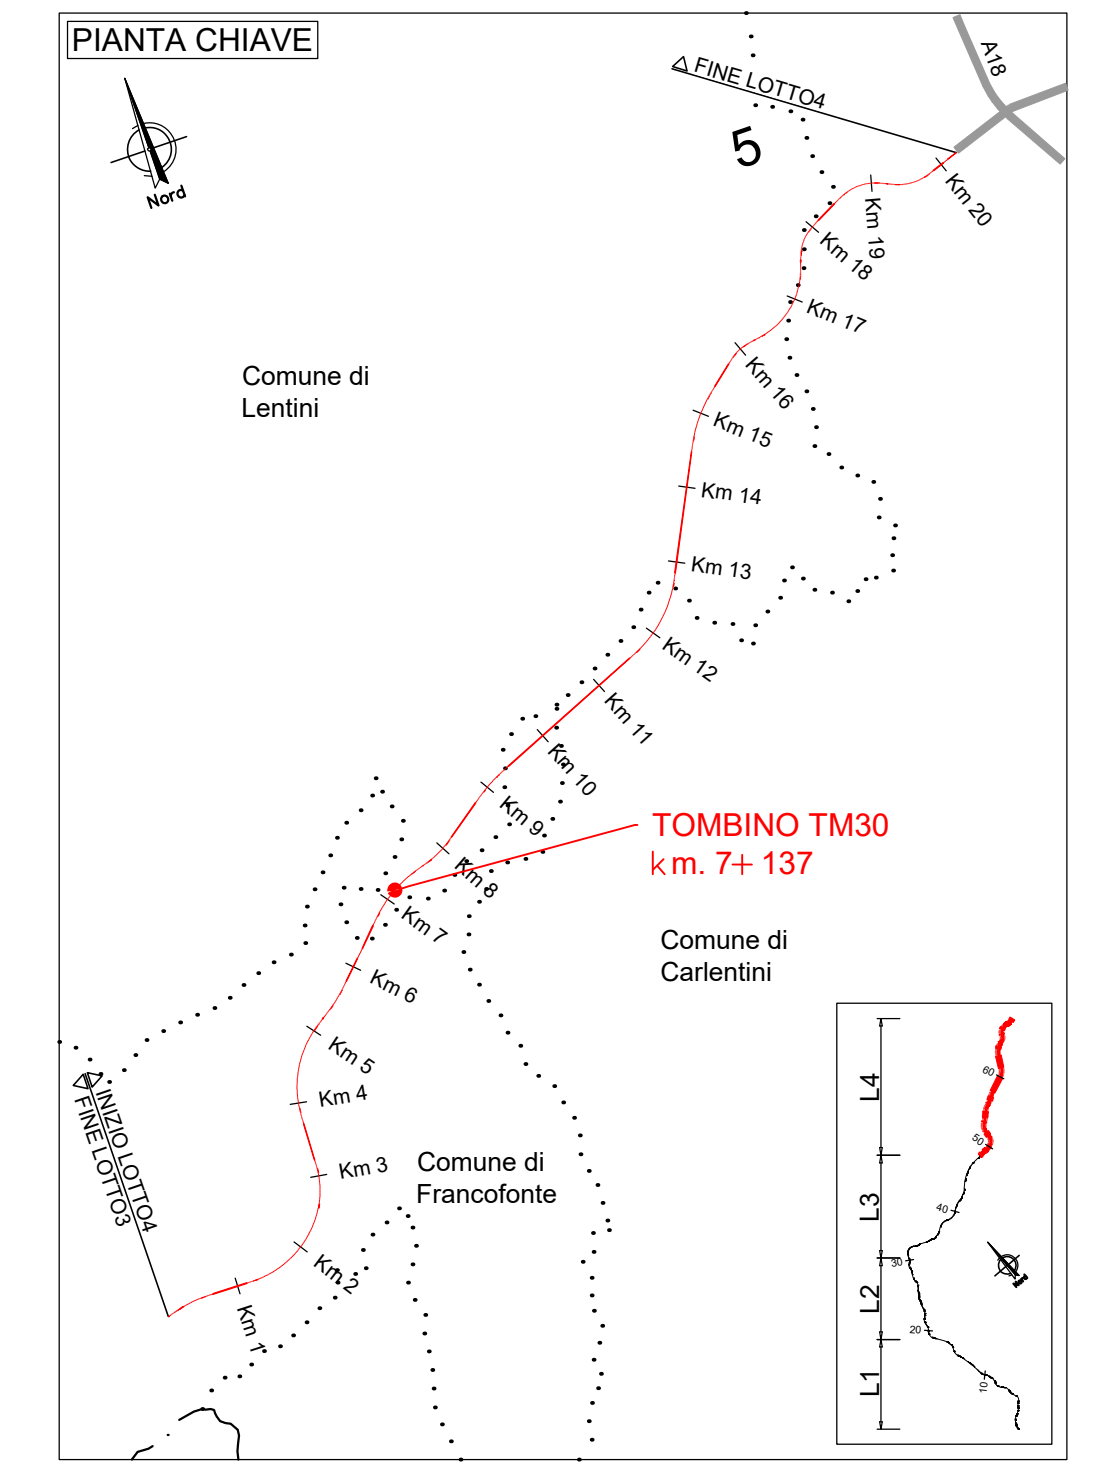 PIANTA CHIAVE
Nord
FINE LOTTO4
A18
5
Km 20
Km 19
Km 18
Km 17
Km 16
Km 15
Km 14
Km 13
Km 12
Km 11
Km 10
Km 9
Km 8
Km 7
Km 6
Km 5
Km 4
Km 3
Km 2
Km 1
Comune di
Lentini
TOMBINO TM30
km. 7+137
Comune di
Carlentini
Comune di
Francofonte
INIZIO LOTTO4
FINE LOTTO3
L4
L3
L2
L1
60
50
40
30
20
10
Nord